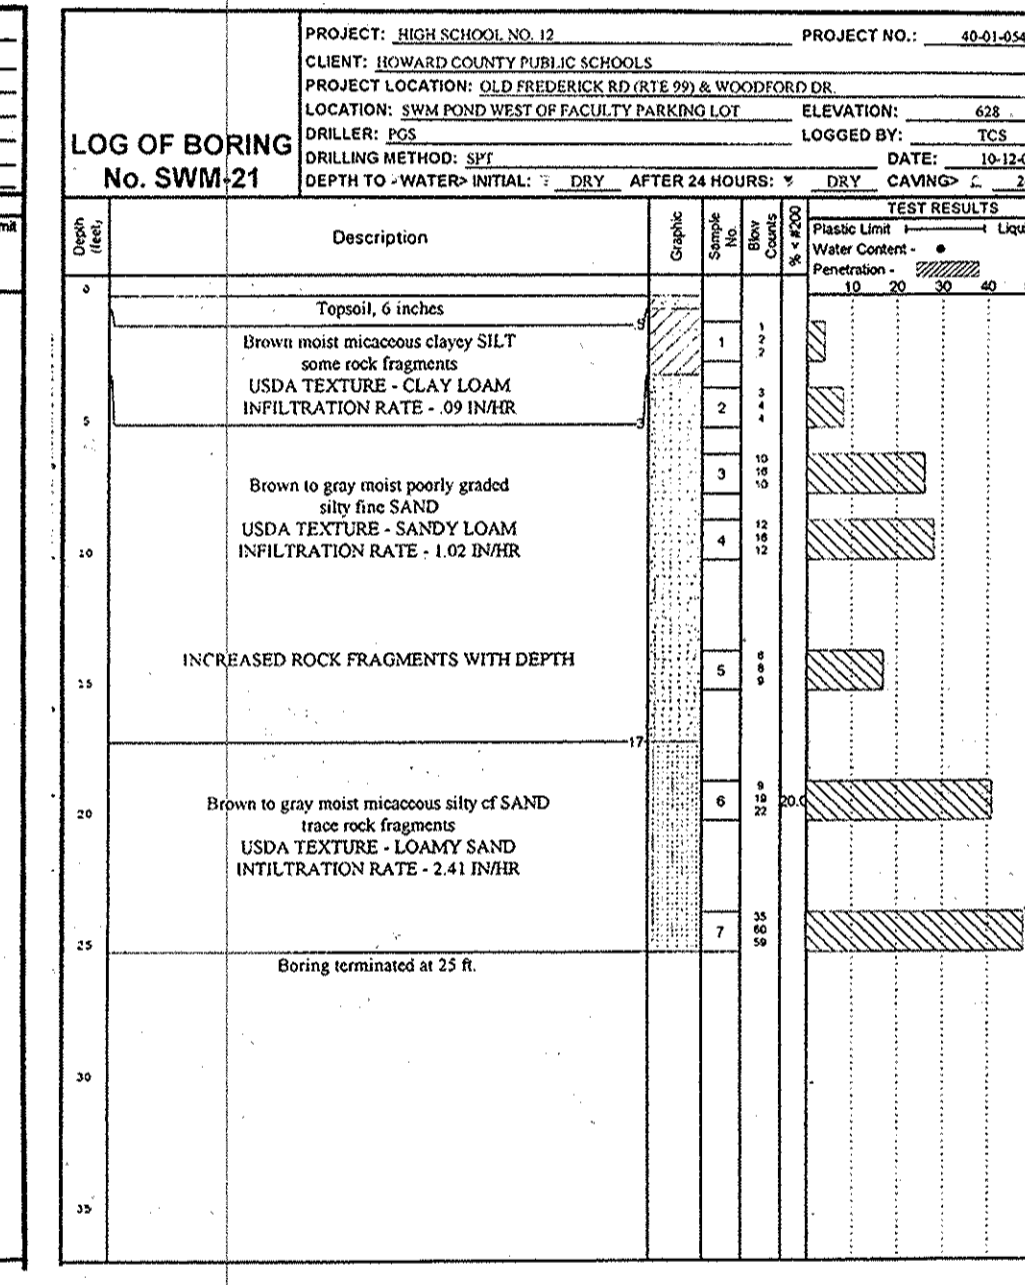 mit
LOG OF BORING
No. SWM-21
PROJECT: HIGH SCHOOL NO. 12 PROJECT NO.: 40-01-054
CLIENT: HOWARD COUNTY PUBLIC SCHOOLS
PROJECT LOCATION: OLD FREDERICK RD (RTE 99) & WOODFORD DR.
LOCATION: SWM POND WEST OF FACULTY PARKING LOT ELEVATION: 628
DRILLER: PGS LOGGED BY: TCS
DRILLING METHOD: SPT DATE: 10-12-0
DEPTH TO - WATER> INITIAL: DRY AFTER 24 HOURS: DRY CAVING> 2
Depth (feet)
Description
Graphic
Sample No.
Blow Counts
% < #200
TEST RESULTS
Plastic Limit Liqu
Water Content - ●
Penetration -
10 20 30 40
0
Topsoil, 6 inches
.5
Brown moist micaceous clayey SILT
some rock fragments
USDA TEXTURE - CLAY LOAM
INFILTRATION RATE - .09 IN/HR
1
1
2
2
2
3
4
4
5
3
Brown to gray moist poorly graded
silty fine SAND
USDA TEXTURE - SANDY LOAM
INFILTRATION RATE - 1.02 IN/HR
3
10
16
10
4
12
16
12
10
INCREASED ROCK FRAGMENTS WITH DEPTH
5
6
8
9
15
17
Brown to gray moist micaceous silty cf SAND
trace rock fragments
USDA TEXTURE - LOAMY SAND
INTILTRATION RATE - 2.41 IN/HR
6
9
19
22
20.0
20
7
35
60
59
25
Boring terminated at 25 ft.
30
35